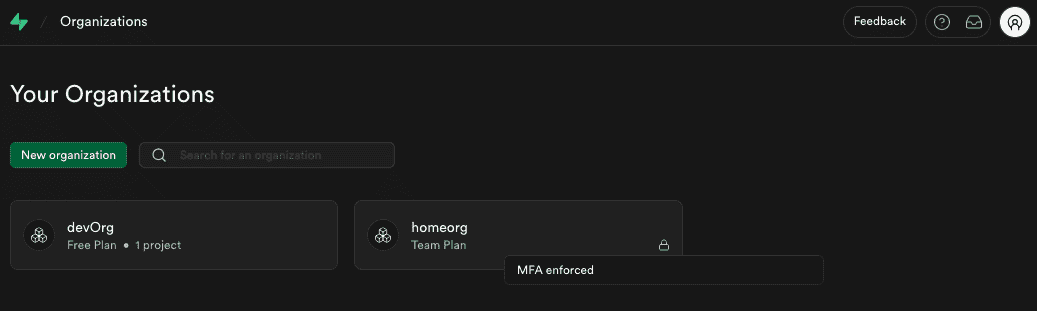 / Organizations
Feedback
Your Organizations
New organization
Search for an organization
devOrg
Free Plan • 1 project
homeorg
Team Plan
MFA enforced